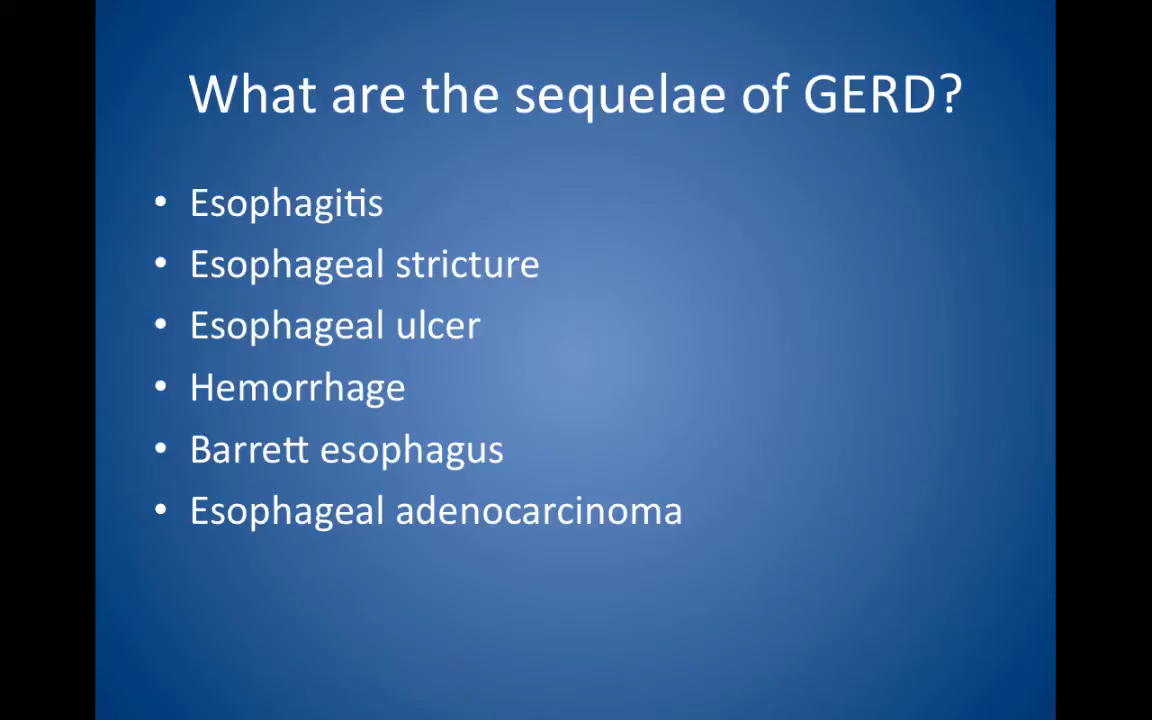 What are the sequelae of GERD?
• Esophagitis
• Esophageal stricture
• Esophageal ulcer
• Hemorrhage
• Barrett esophagus
• Esophageal adenocarcinoma